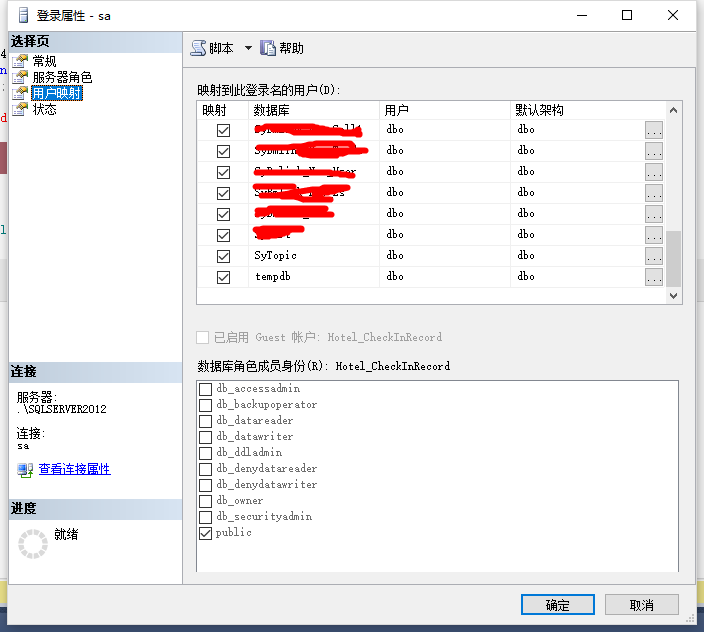 登录属性 - sa
选择页
常规
服务器角色
用户映射
状态
脚本
帮助
映射到此登录名的用户(D):
映射 数据库 用户 默认架构
dbo dbo ...
dbo dbo ...
dbo dbo ...
dbo dbo ...
dbo dbo ...
dbo dbo ...
SyTopic dbo dbo ...
tempdb dbo dbo ...
已启用 Guest 帐户: Hotel_CheckInRecord
数据库角色成员身份(R): Hotel_CheckInRecord
db_accessadmin
db_backupoperator
db_datareader
db_datawriter
db_ddladmin
db_denydatareader
db_denydatawriter
db_owner
db_securityadmin
public
连接
服务器:
.\SQLSERVER2012
连接:
sa
查看连接属性
进度
就绪
确定
取消